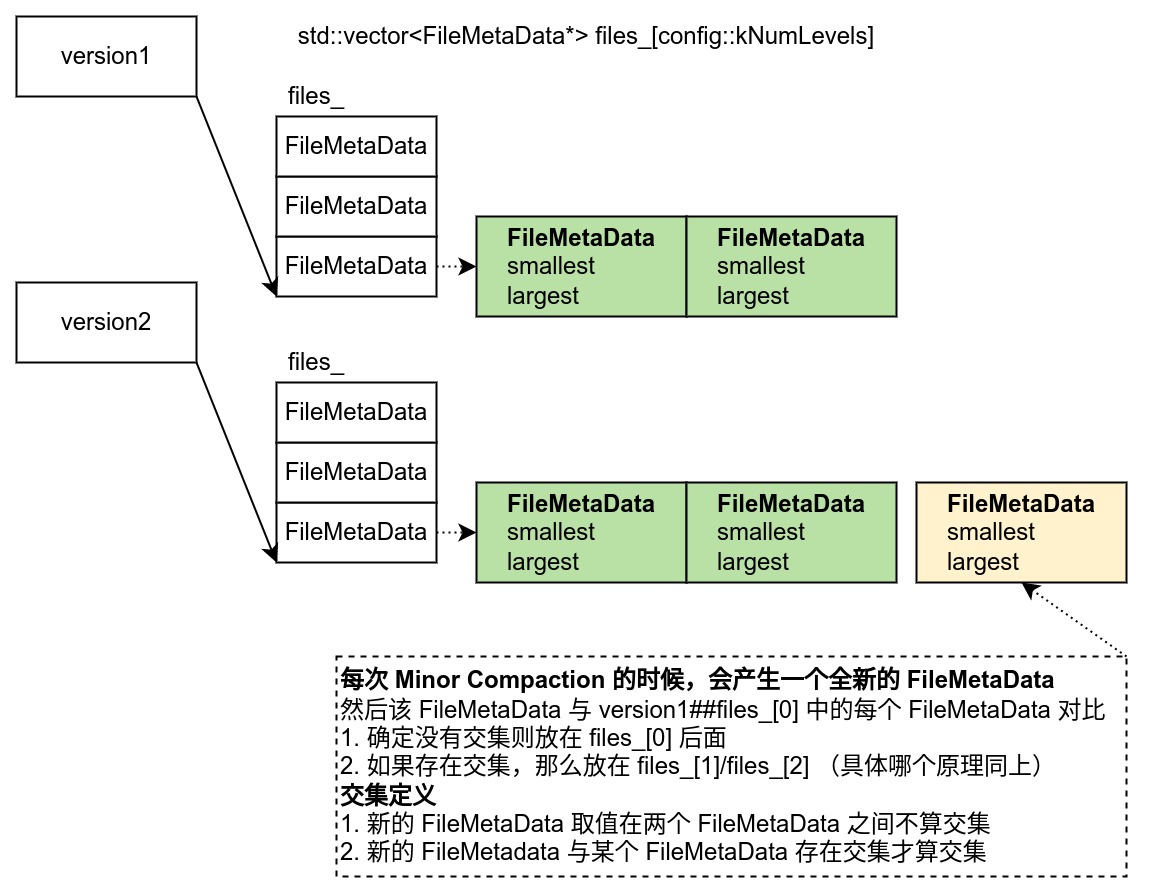 version1
std::vector<FileMetaData*> files_[config::kNumLevels]
files_
FileMetaData
FileMetaData
FileMetaData
FileMetaData
smallest
largest
FileMetaData
smallest
largest
version2
files_
FileMetaData
FileMetaData
FileMetaData
FileMetaData
smallest
largest
FileMetaData
smallest
largest
FileMetaData
smallest
largest
每次 Minor Compaction 的时候，会产生一个全新的 FileMetaData
然后该 FileMetaData 与 version1##files_[0] 中的每个 FileMetaData 对比
1. 确定没有交集则放在 files_[0] 后面
2. 如果存在交集，那么放在 files_[1]/files_[2] （具体哪个原理同上）
交集定义
1. 新的 FileMetaData 取值在两个 FileMetaData 之间不算交集
2. 新的 FileMetadata 与某个 FileMetaData 存在交集才算交集